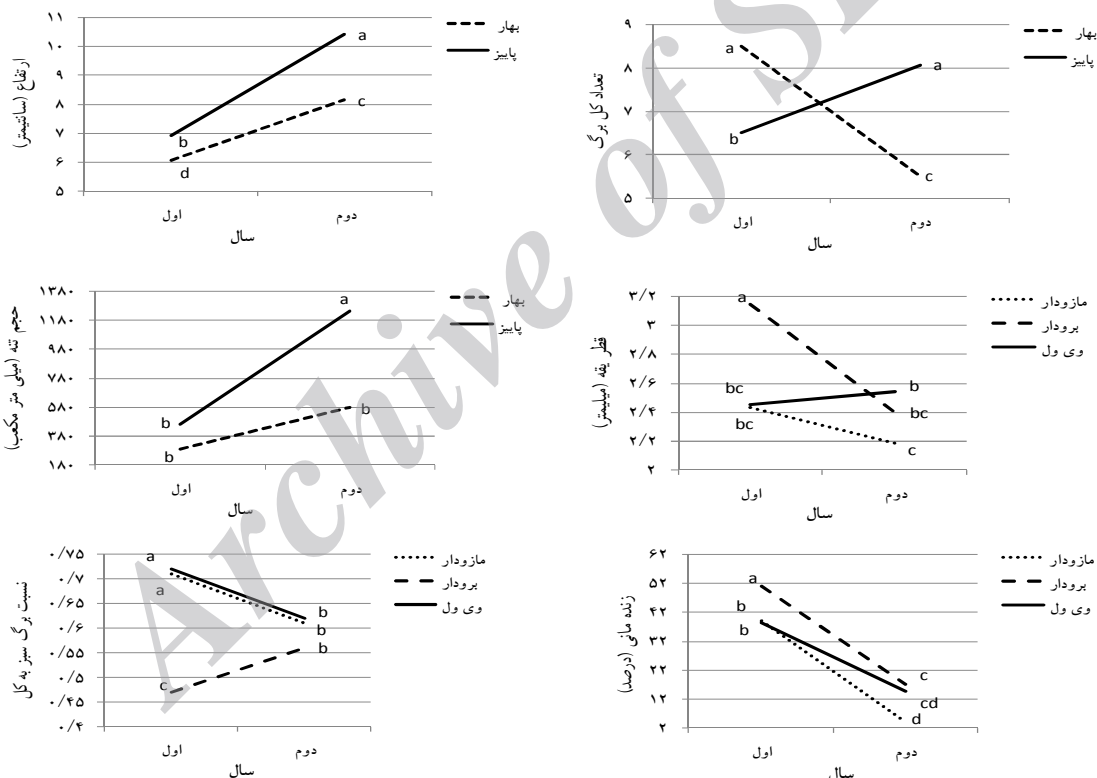 ۱۱
۱۰
۹
۸
۷
۶
۵
ارتفاع (سانتیمتر)
a
b
c
d
اول
دوم
سال
بهار
پاییز
۹
۸
۷
۶
۵
تعداد کل برگ
a
a
b
c
اول
دوم
سال
بهار
پاییز
۱۳۸۰
۱۱۸۰
۹۸۰
۷۸۰
۵۸۰
۳۸۰
۱۸۰
حجم تنه (میلی متر مکعب)
a
b
b
b
اول
دوم
سال
بهار
پاییز
۳/۲
۳
۲/۸
۲/۶
۲/۴
۲/۲
۲
قطر یقه (میلیمتر)
a
bc
b
bc
bc
c
اول
دوم
سال
مازودار
برودار
وی ول
۰/۷۵
۰/۷
۰/۶۵
۰/۶
۰/۵۵
۰/۵
۰/۴۵
۰/۴
نسبت برگ سبز به کل
a
a
b
b
b
c
اول
دوم
سال
مازودار
برودار
وی ول
۶۲
۵۲
۴۲
۳۲
۲۲
۱۲
۲
زنده مانی (درصد)
a
b
b
c
cd
d
اول
دوم
سال
مازودار
برودار
وی ول
Archive of